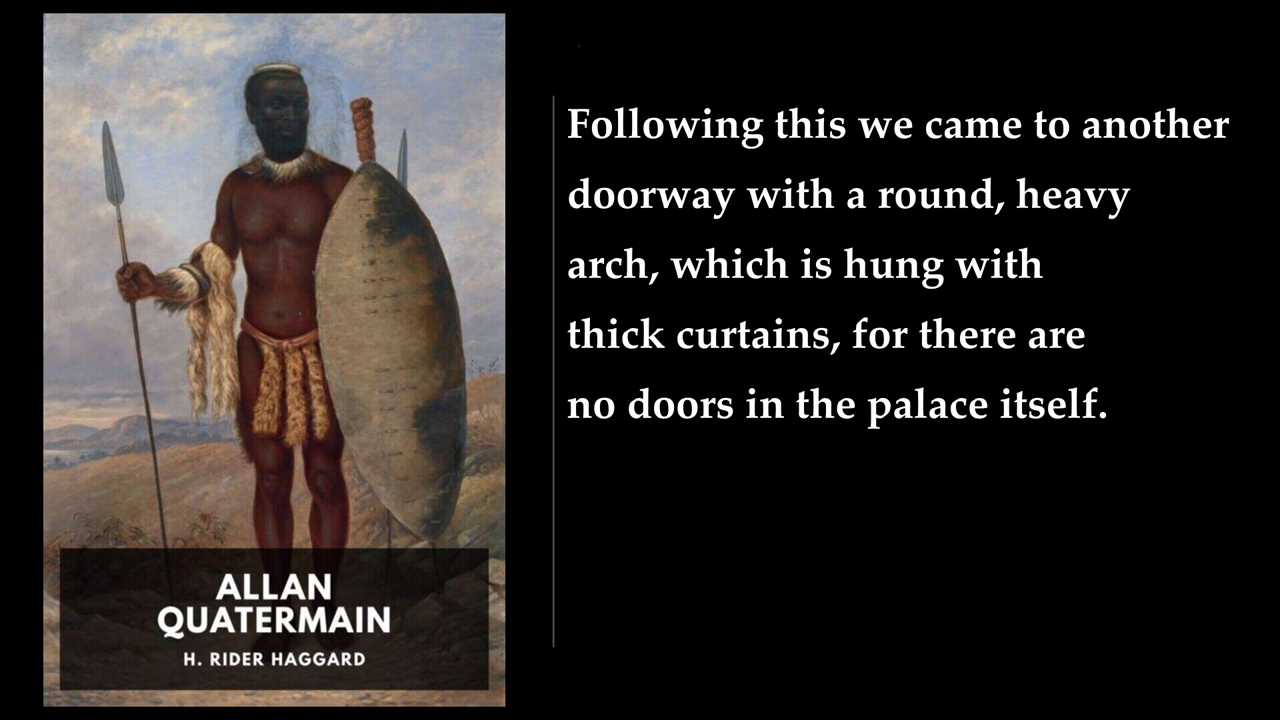 Following this we came to another
doorway with a round, heavy
arch, which is hung with
thick curtains, for there are
no doors in the palace itself.
ALLAN
QUATERMAIN
H. RIDER HAGGARD